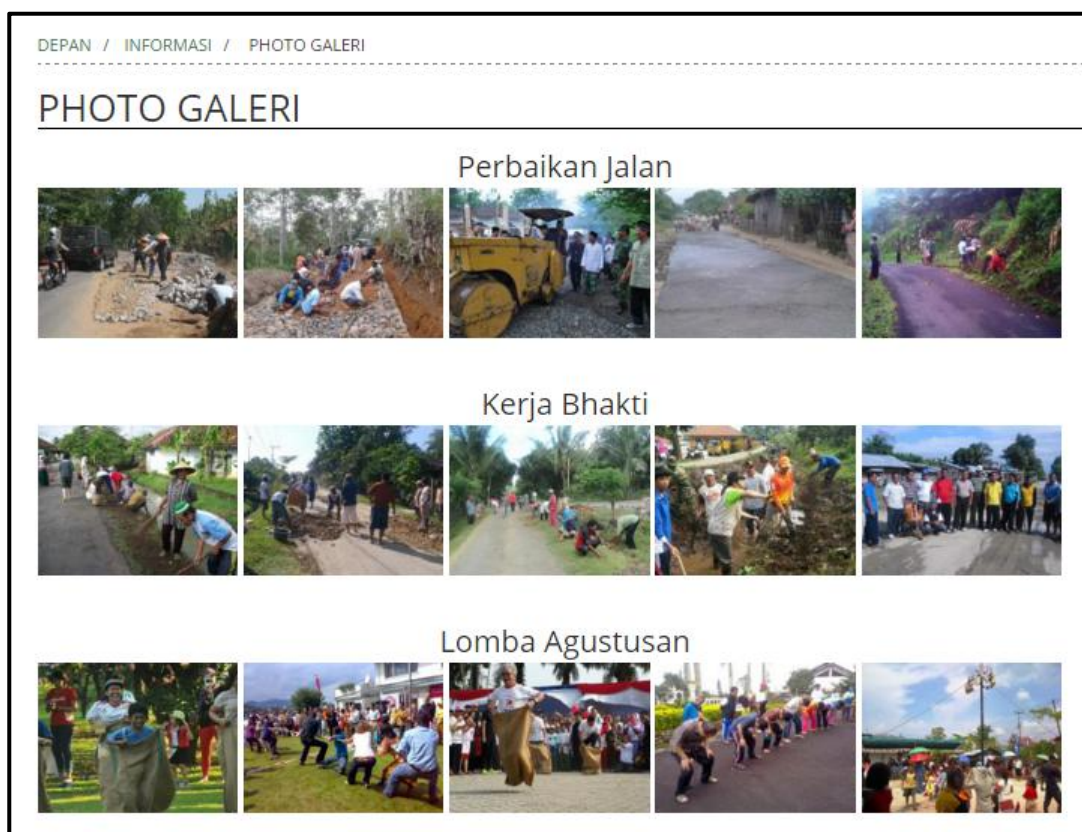 DEPAN / INFORMASI / PHOTO GALERI
PHOTO GALERI
Perbaikan Jalan
Kerja Bhakti
Lomba Agustusan